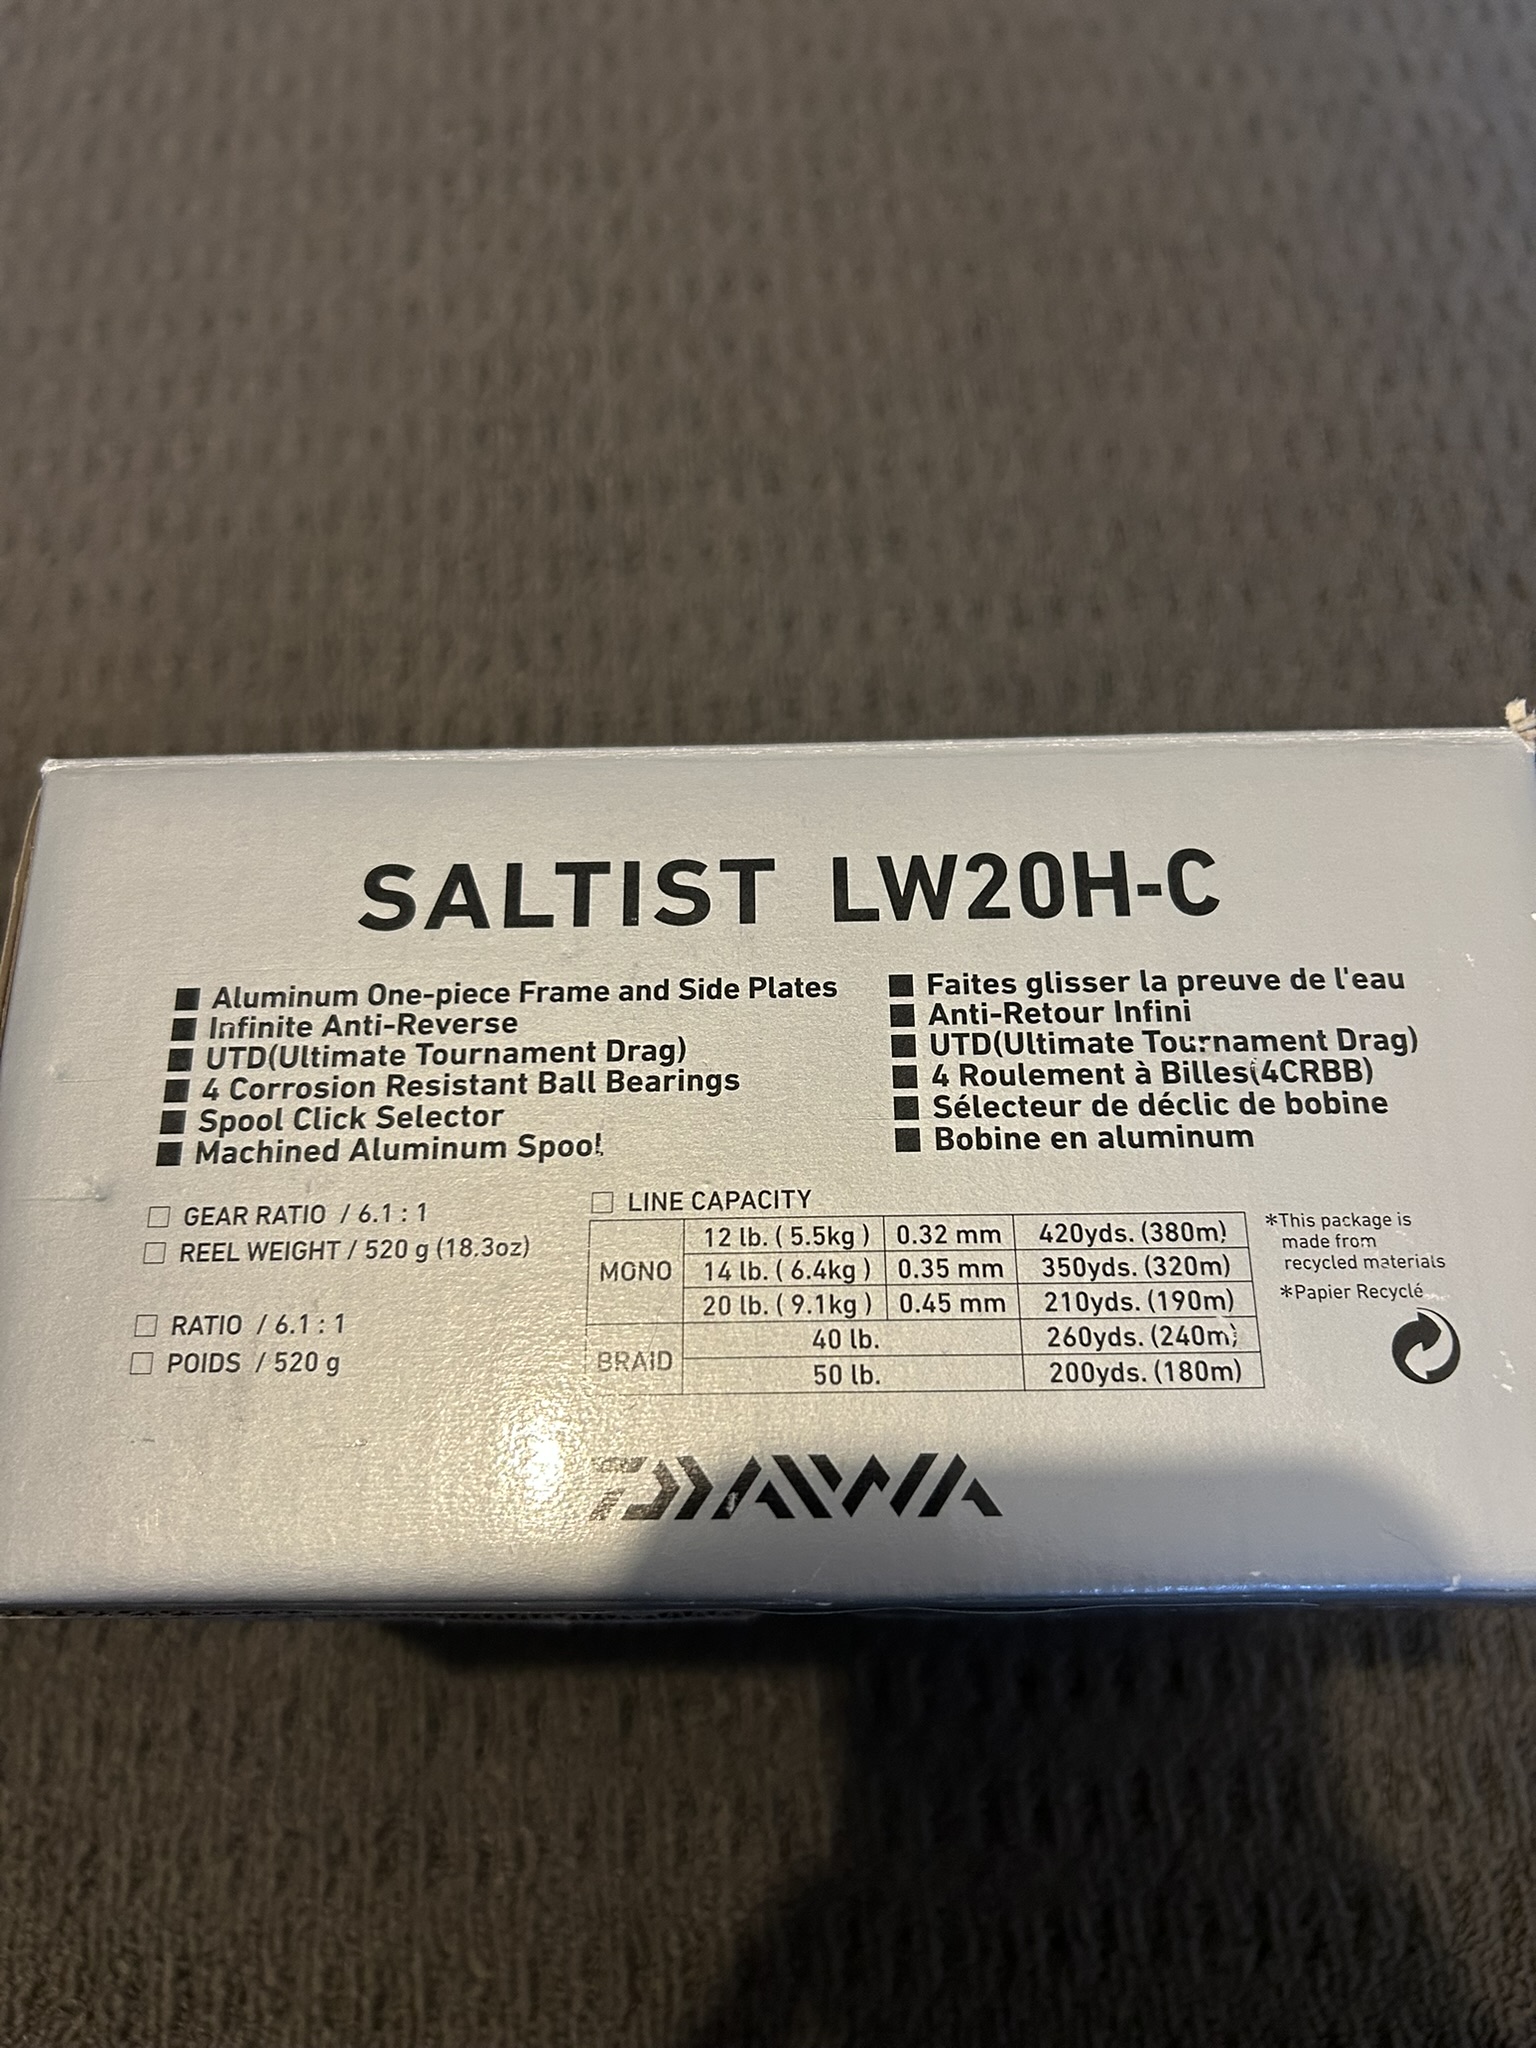 SALTIST LW20H-C
■ Aluminum One-piece Frame and Side Plates
■ Infinite Anti-Reverse
■ UTD(Ultimate Tournament Drag)
■ 4 Corrosion Resistant Ball Bearings
■ Spool Click Selector
■ Machined Aluminum Spool
■ Faites glisser la preuve de l'eau
■ Anti-Retour Infini
■ UTD(Ultimate Tournament Drag)
■ 4 Roulement à Billes(4CRBB)
■ Sélecteur de déclic de bobine
■ Bobine en aluminum
□ GEAR RATIO / 6.1 : 1
□ REEL WEIGHT / 520 g (18.3oz)
□ RATIO / 6.1 : 1
□ POIDS / 520 g
□ LINE CAPACITY
MONO
12 lb. ( 5.5kg ) 0.32 mm 420yds. (380m)
14 lb. ( 6.4kg ) 0.35 mm 350yds. (320m)
20 lb. ( 9.1kg ) 0.45 mm 210yds. (190m)
BRAID
40 lb. 260yds. (240m)
50 lb. 200yds. (180m)
*This package is
made from
recycled materials
*Papier Recyclé
DAIWA